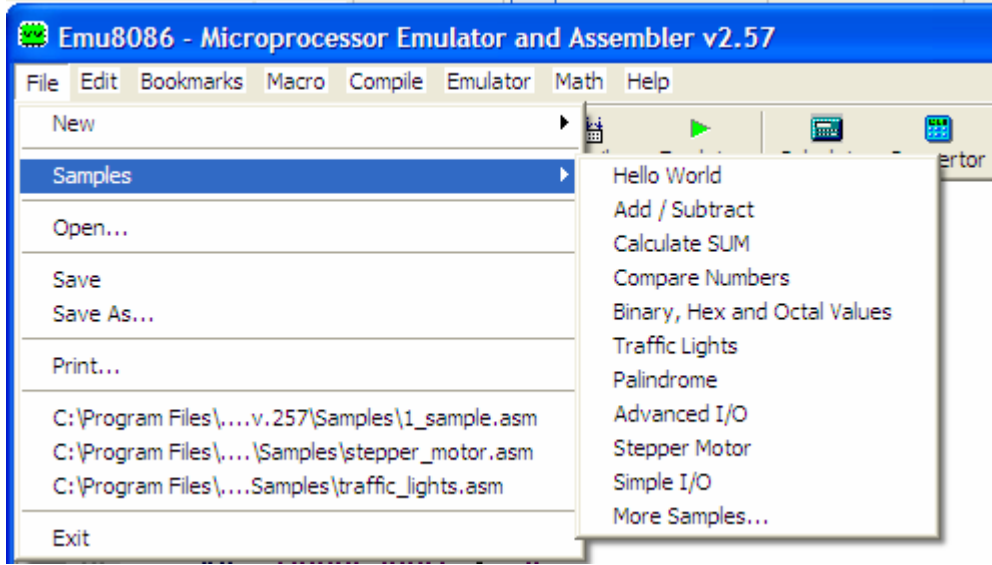 Emu8086 - Microprocessor Emulator and Assembler v2.57
File Edit Bookmarks Macro Compile Emulator Math Help
New
Samples
Open...
Save
Save As...
Print...
C:\Program Files\....v.257\Samples\1_sample.asm
C:\Program Files\....\Samples\stepper_motor.asm
C:\Program Files\....Samples\traffic_lights.asm
Exit
Hello World
Add / Subtract
Calculate SUM
Compare Numbers
Binary, Hex and Octal Values
Traffic Lights
Palindrome
Advanced I/O
Stepper Motor
Simple I/O
More Samples...